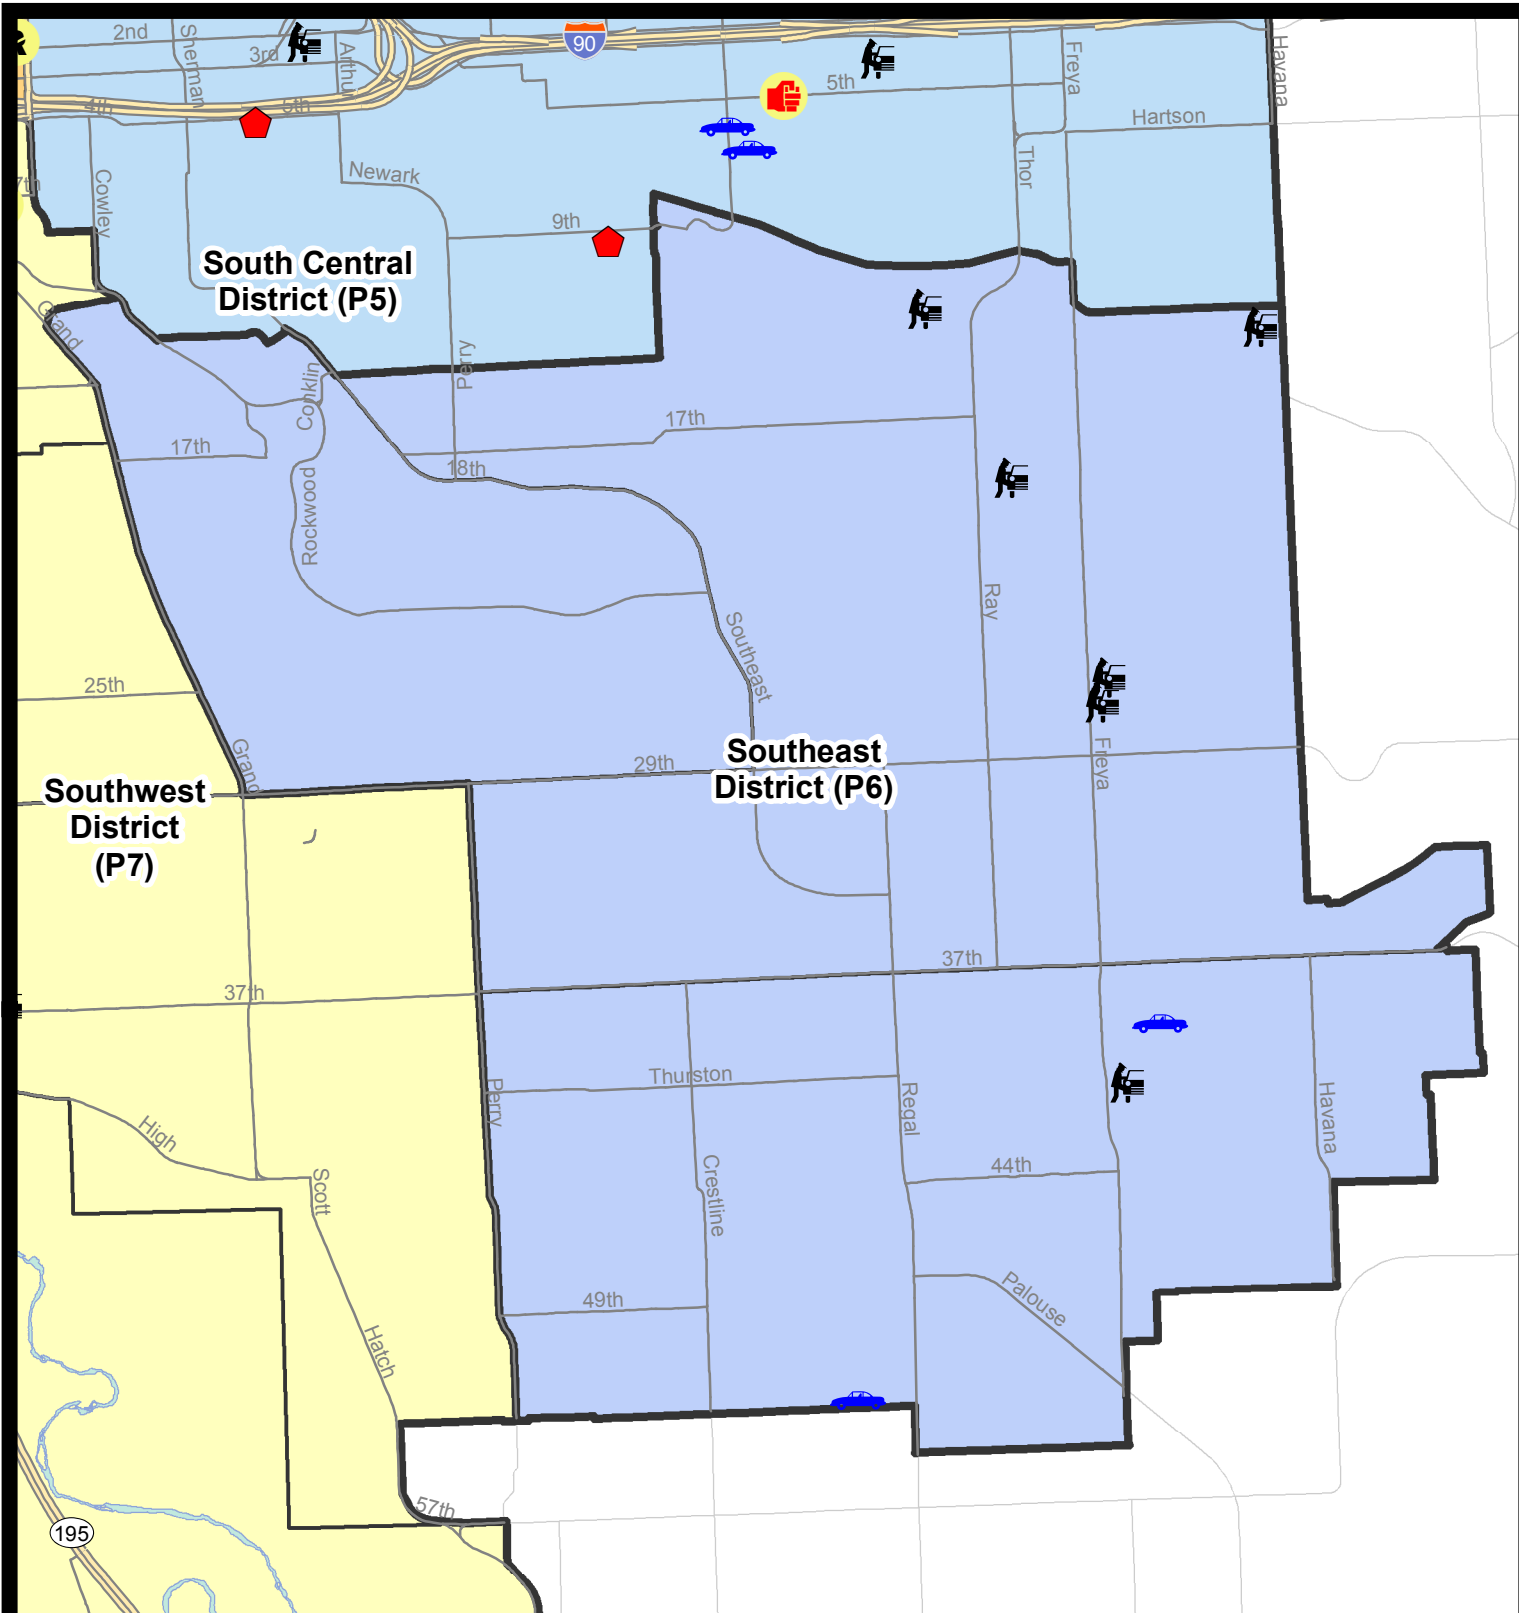 2nd
Sherman
3rd
Arthur
90
Freya
Havana
4th
5th
5th
Hartson
Thor
Newark
Cowley
7th
9th
South Central
District (P5)
Grand
Perry
Conklin
17th
17th
18th
Rockwood
Ray
Southeast
25th
Grand
29th
Southeast
District (P6)
Freya
Southwest
District
(P7)
37th
37th
Thurston
Perry
Regal
Havana
High
Scott
Crestline
44th
49th
Palouse
Hatch
57th
195